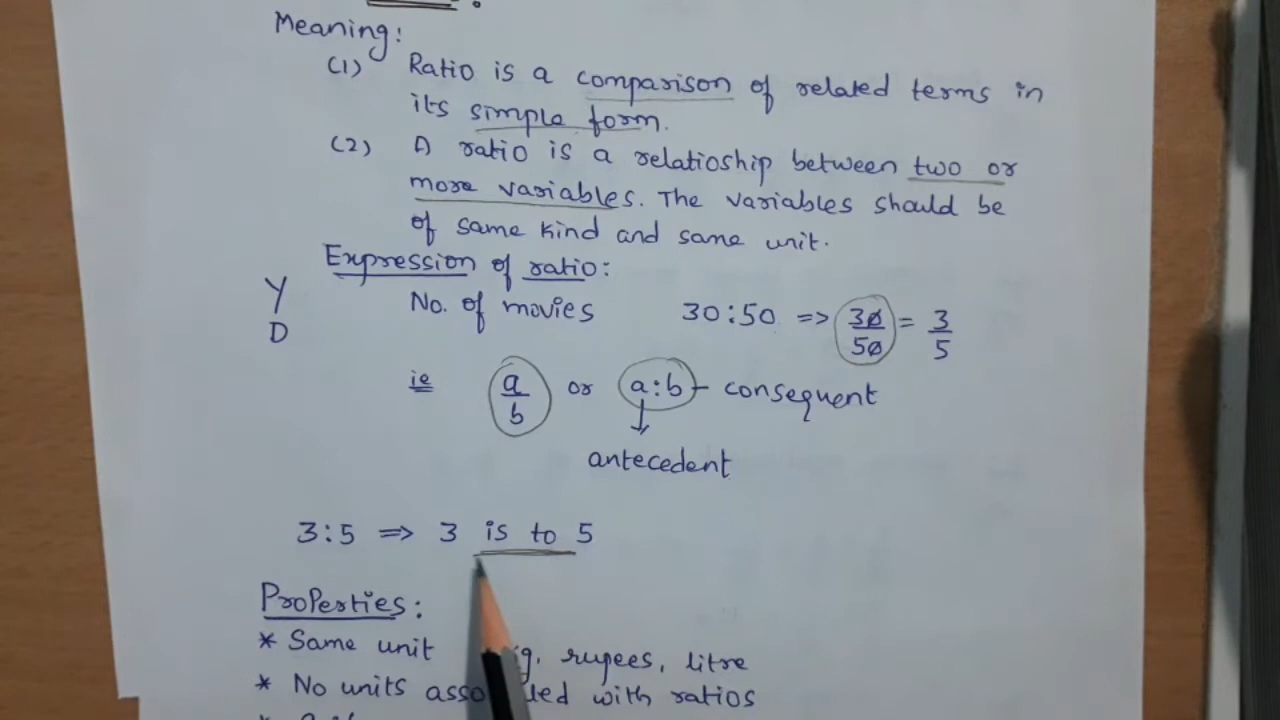 Meaning:
(1) Ratio is a comparison of related terms in
its simple form.
(2) A ratio is a relatioship between two or
more variables. The variables should be
of same kind and same unit.
Expression of ratio:
Y
No. of movies 30:50 => 30/50 = 3/5
D
ie a/b or a:b - consequent
antecedent
3:5 => 3 is to 5
Properties:
* Same unit rupees, litre
* No units with ratios